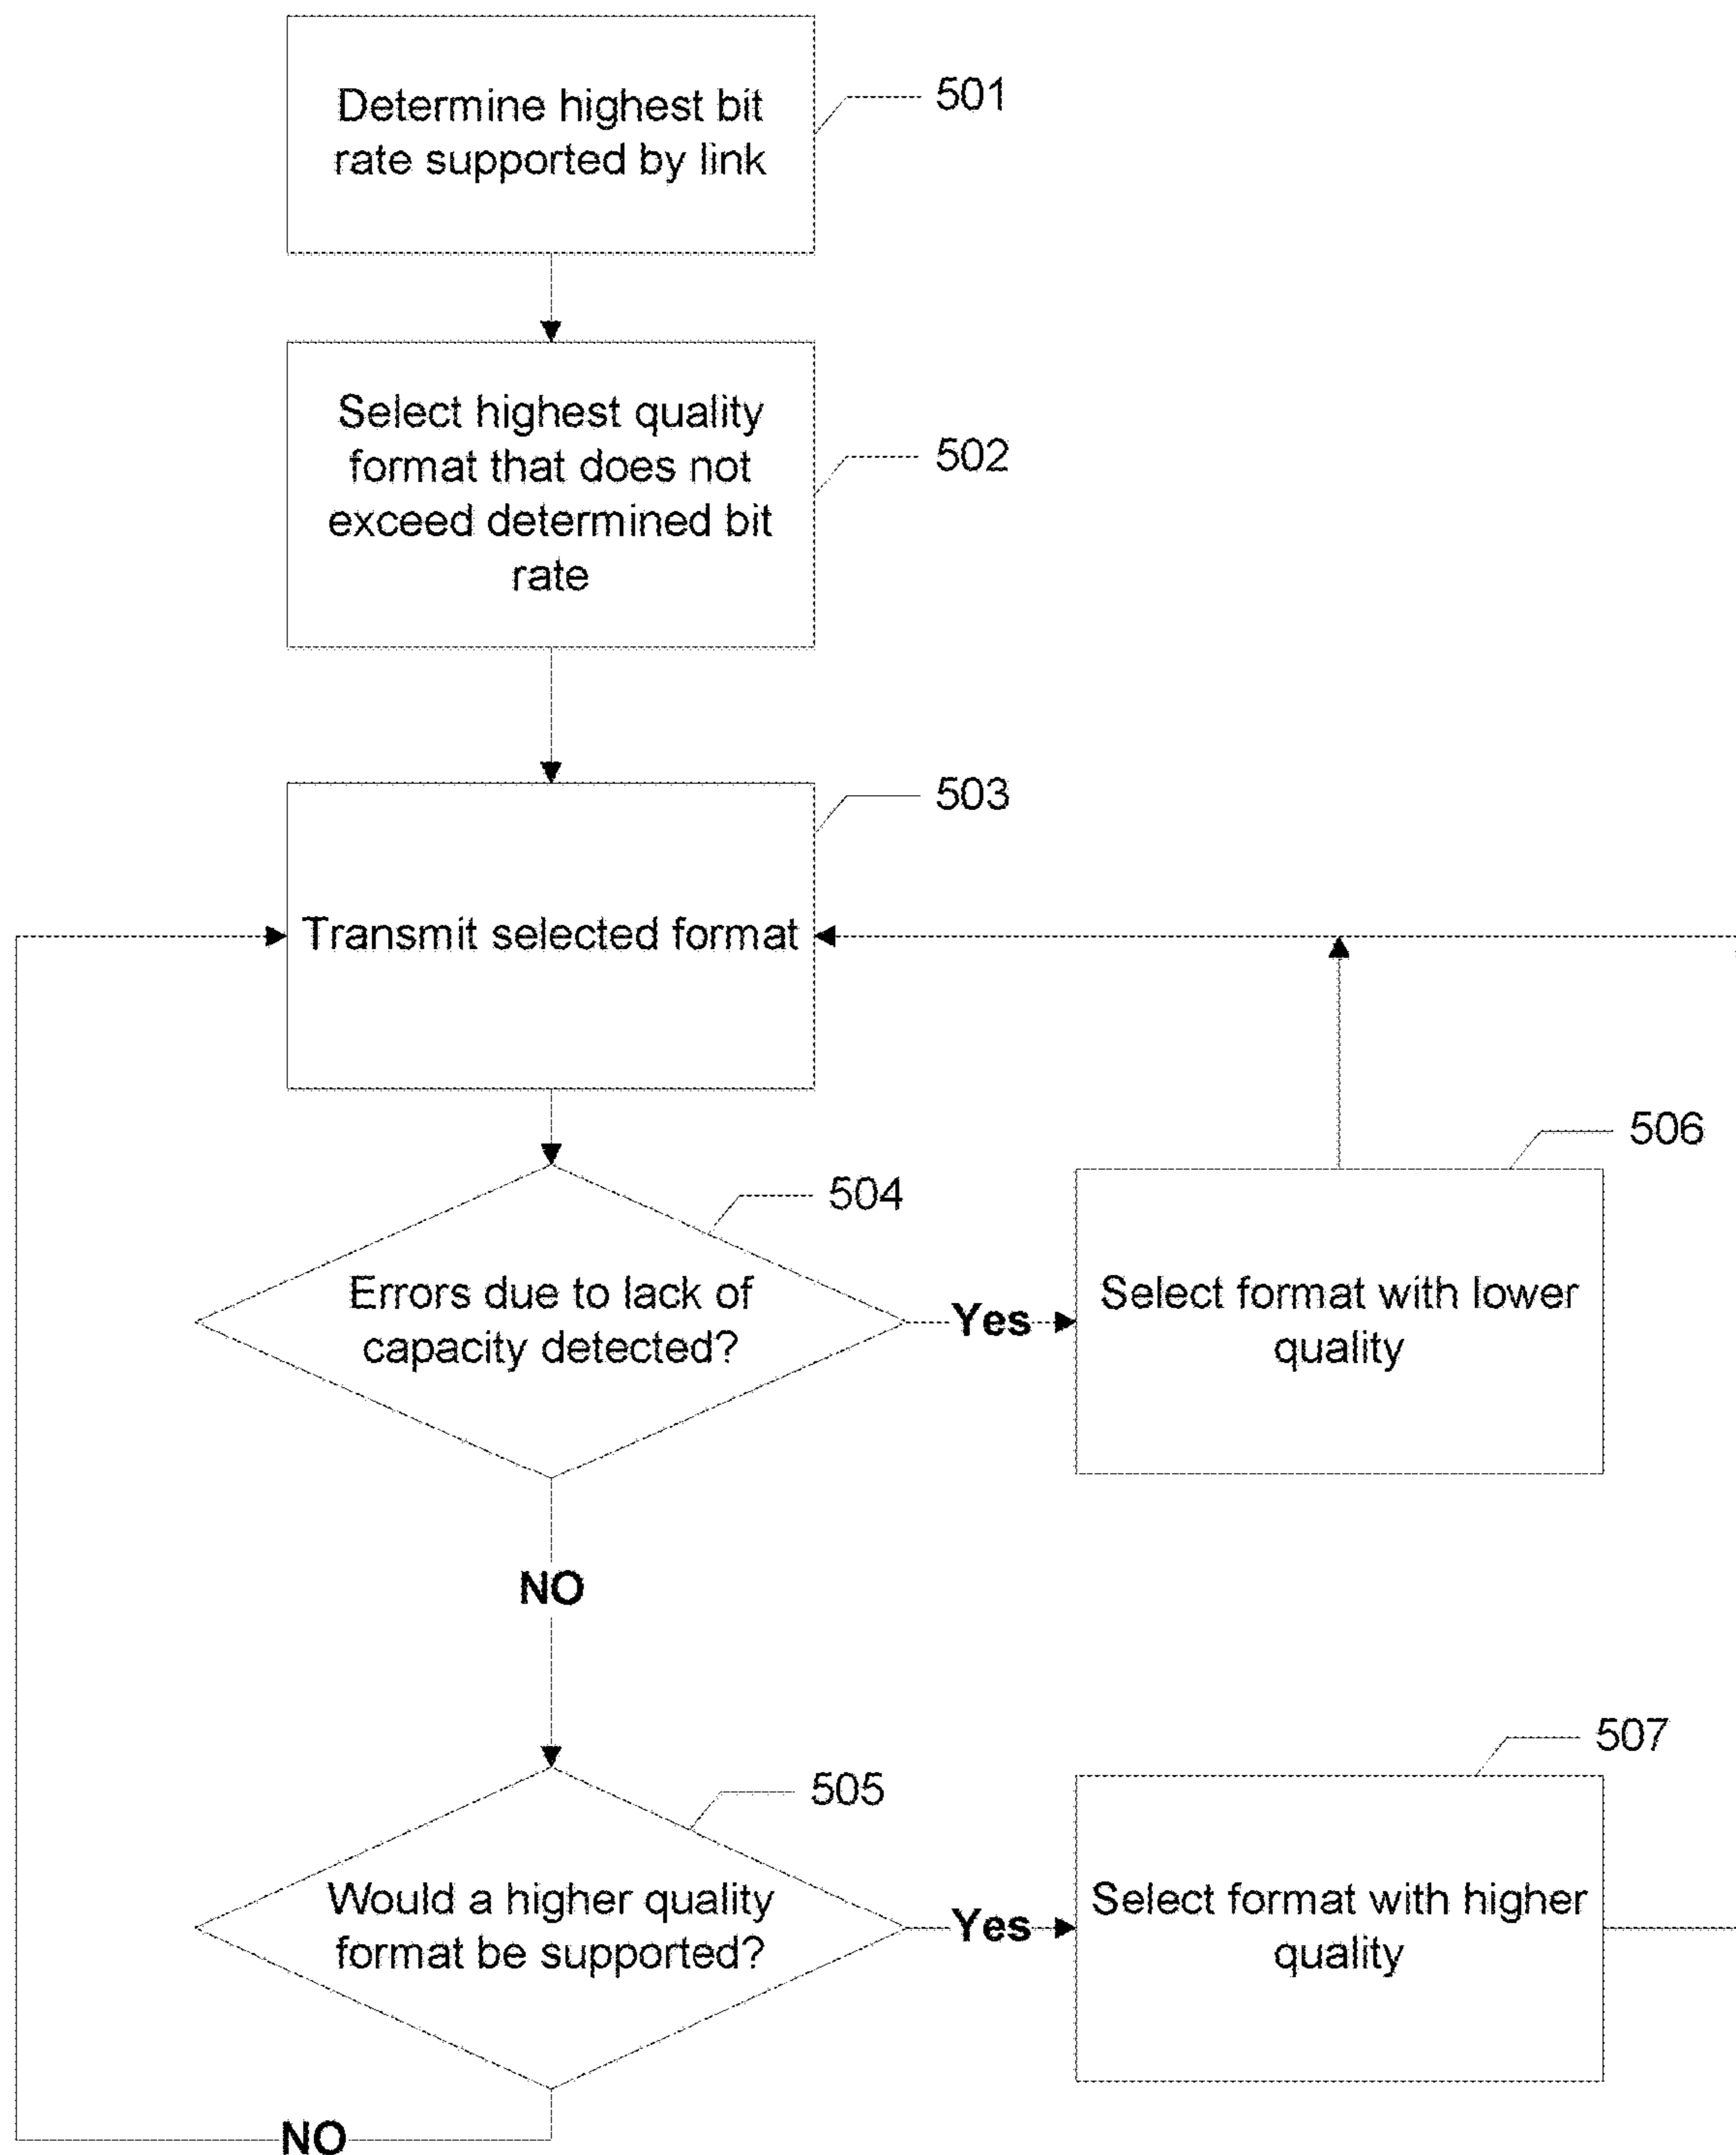 Determine highest bit
rate supported by link
501
Select highest quality
format that does not
exceed determined bit
rate
502
Transmit selected format
503
Errors due to lack of
capacity detected?
504
Yes
Select format with lower
quality
506
NO
Would a higher quality
format be supported?
505
Yes
Select format with higher
quality
507
NO